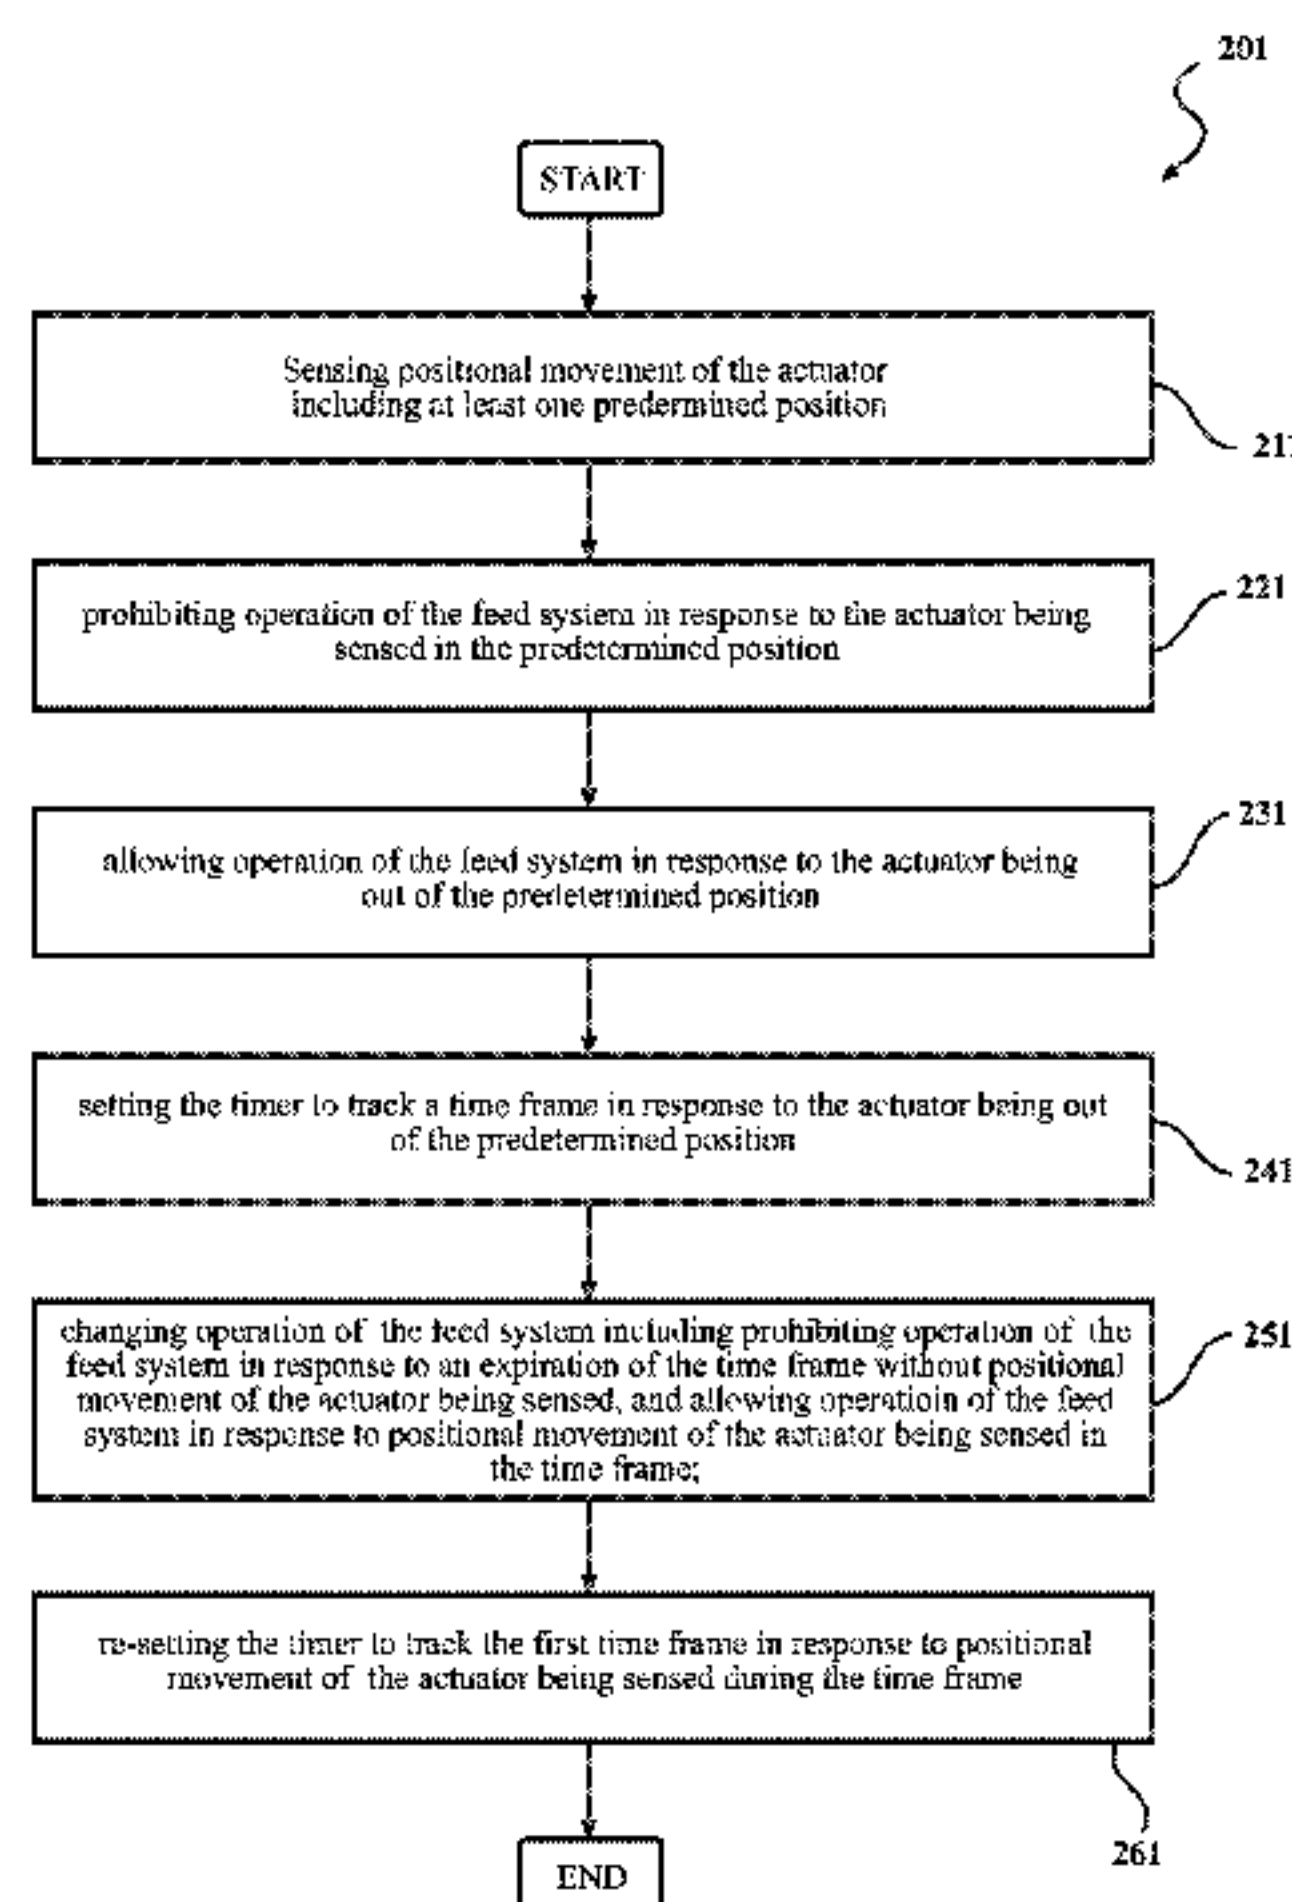 201
START
Sensing positional movement of the actuator
including at least one predermined position
211
prohibiting operation of the feed system in response to the actuator being
sensed in the predetermined position
221
allowing operation of the feed system in response to the actuator being
out of the predetermined position
231
setting the timer to track a time frame in response to the actuator being out
of the predetermined position
241
changing operation of the feed system including prohibiting operation of the
feed system in response to an expiration of the time frame without positional
movement of the actuator being sensed, and allowing operatioin of the feed
system in response to positional movement of the actuator being sensed in
the time frame;
251
re-setting the timer to track the first time frame in response to positional
movement of the actuator being sensed during the time frame
261
END